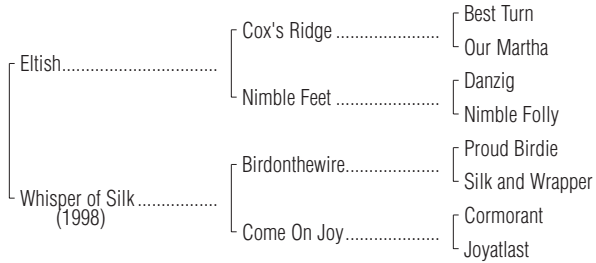 Best Turn
Cox's Ridge ......................
Our Martha
Eltish................................
Danzig
Nimble Feet ......................
Nimble Folly
Proud Birdie
Birdonthewire....................
Silk and Wrapper
Whisper of Silk.................
(1998)
Cormorant
Come On Joy....................
Joyatlast